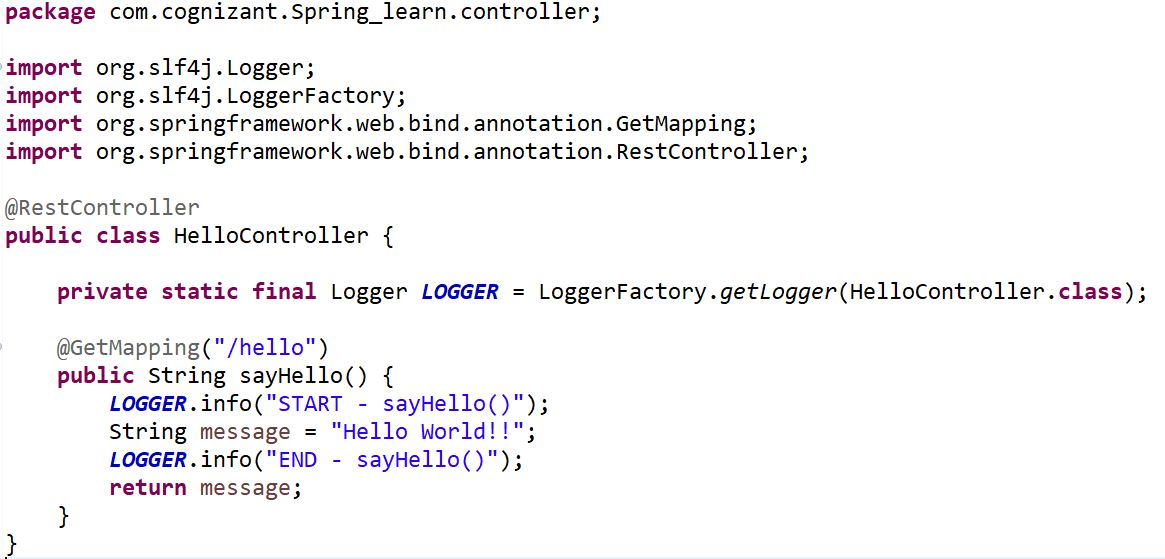 package com.cognizant.Spring_learn.controller;
import org.slf4j.Logger;
import org.slf4j.LoggerFactory;
import org.springframework.web.bind.annotation.GetMapping;
import org.springframework.web.bind.annotation.RestController;
@RestController
public class HelloController {
private static final Logger LOGGER = LoggerFactory.getLogger(HelloController.class);
@GetMapping("/hello")
public String sayHello() {
LOGGER.info("START - sayHello()");
String message = "Hello World!!";
LOGGER.info("END - sayHello()");
return message;
}
}